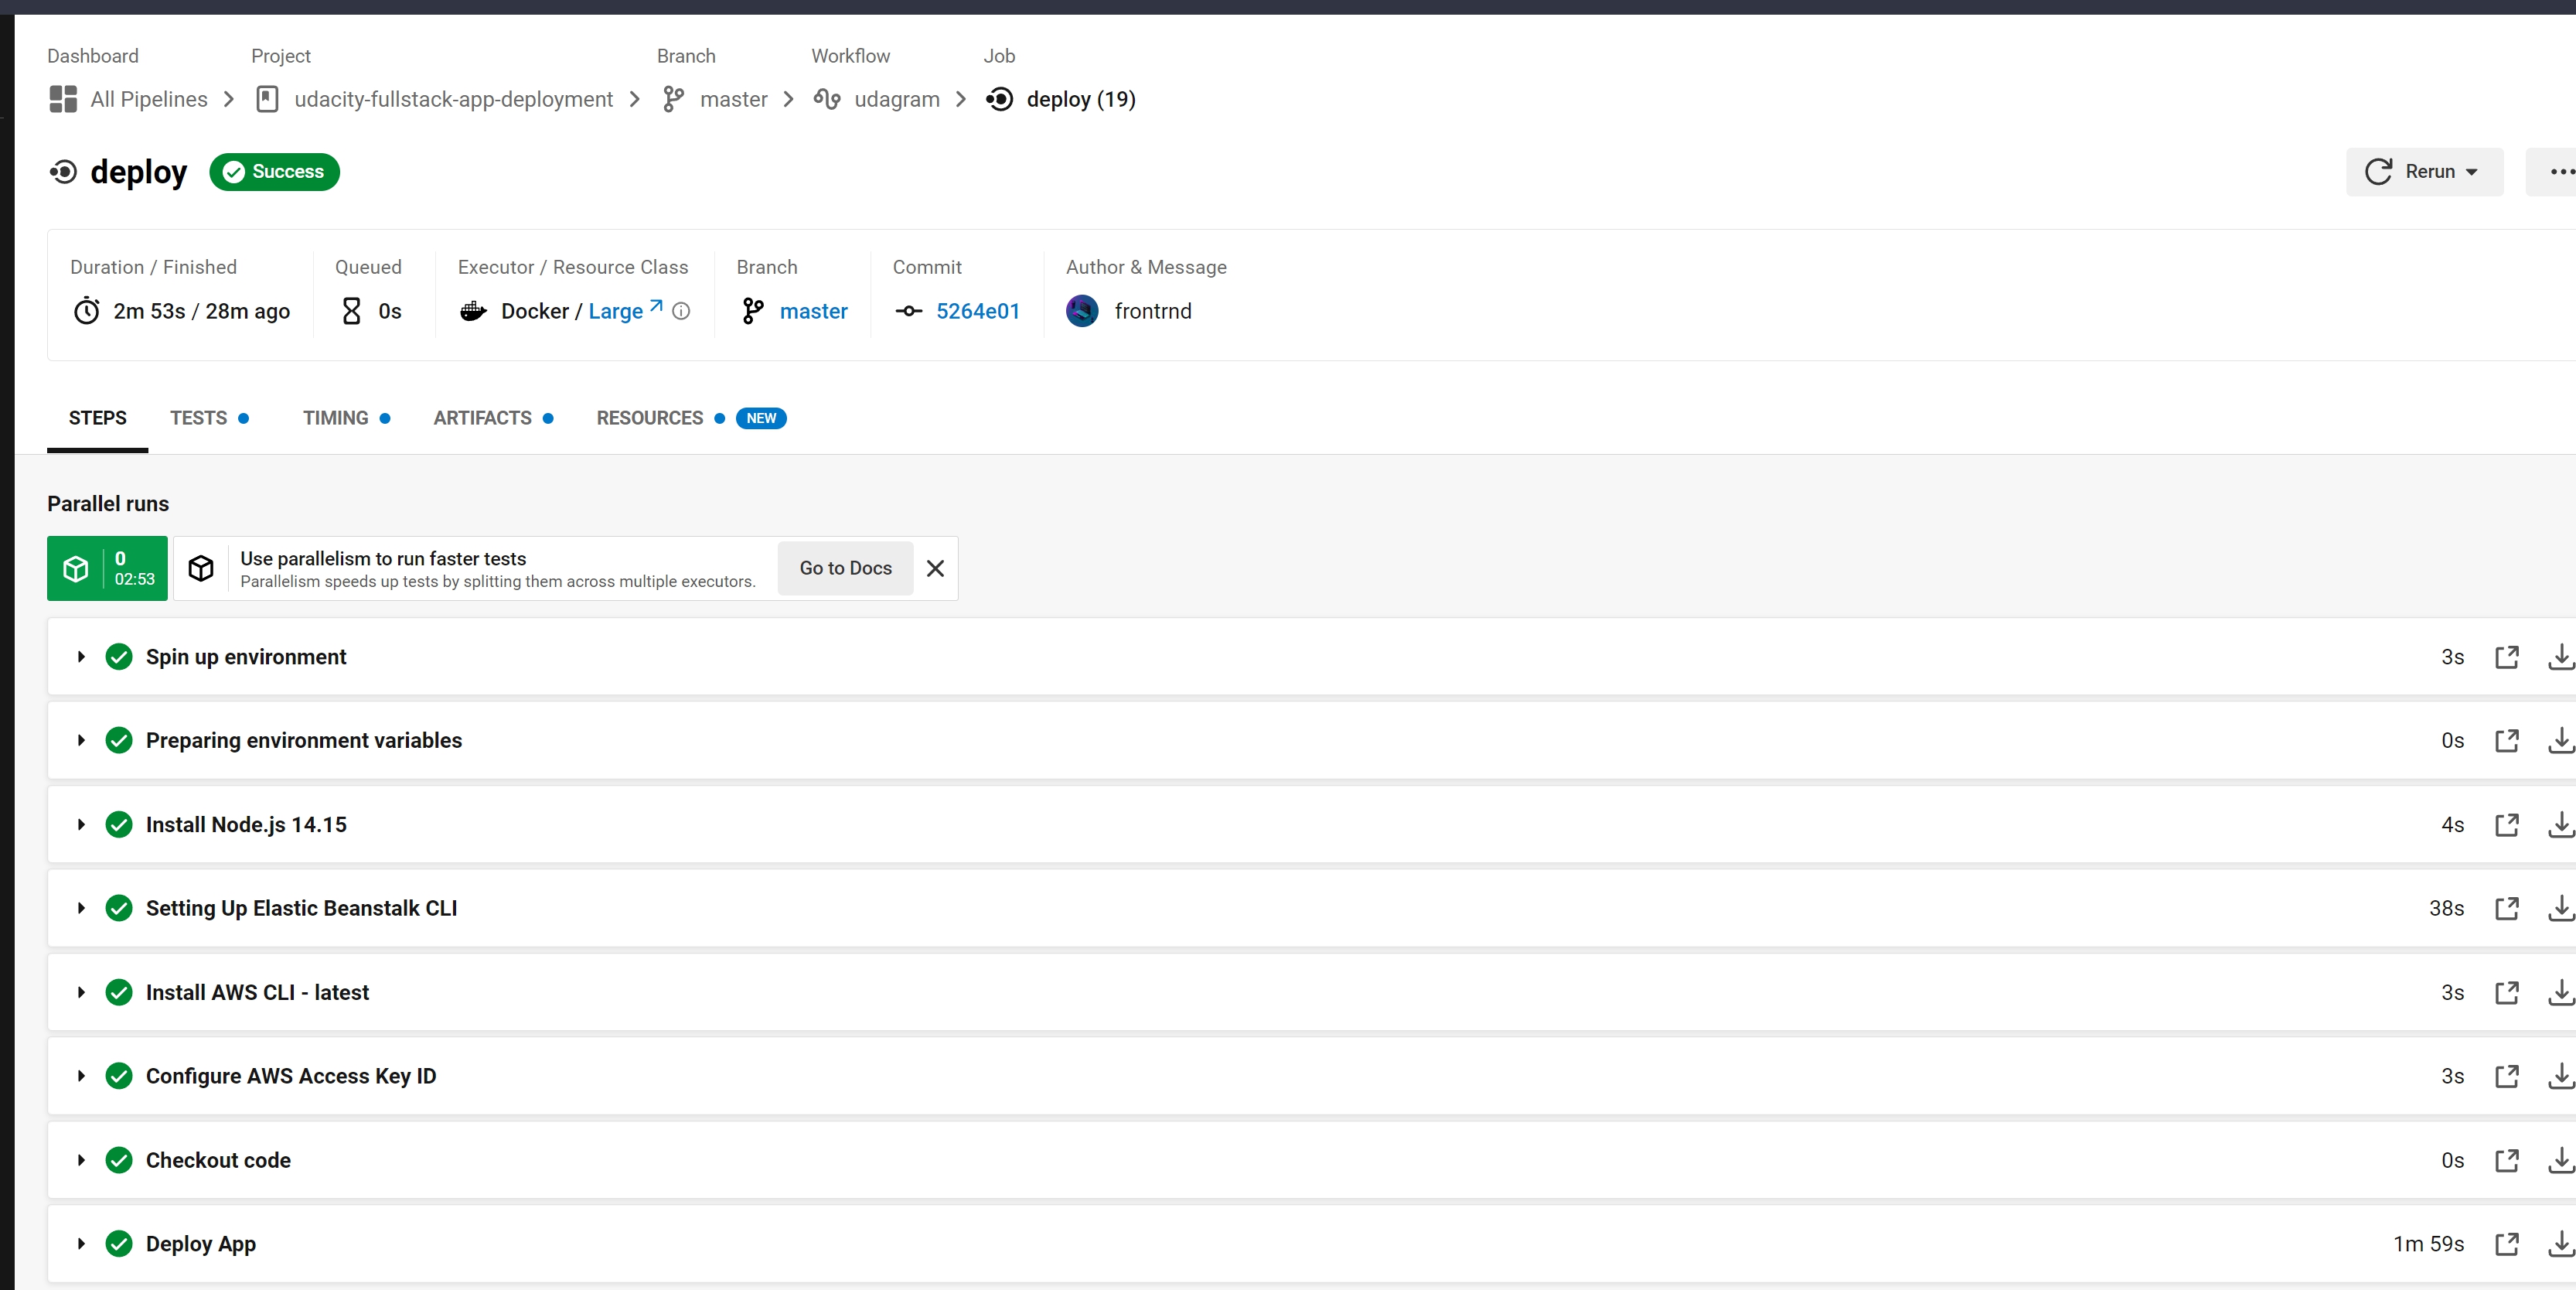 Dashboard Project Branch Workflow Job
All Pipelines udacity-fullstack-app-deployment master udagram deploy (19)
deploy Success Rerun
Duration / Finished Queued Executor / Resource Class Branch Commit Author & Message
2m 53s / 28m ago 0s Docker / Large master 5264e01 frontrnd
STEPS TESTS TIMING ARTIFACTS RESOURCES NEW
Parallel runs
0
02:53
Use parallelism to run faster tests
Parallelism speeds up tests by splitting them across multiple executors.
Go to Docs
Spin up environment 3s
Preparing environment variables 0s
Install Node.js 14.15 4s
Setting Up Elastic Beanstalk CLI 38s
Install AWS CLI - latest 3s
Configure AWS Access Key ID 3s
Checkout code 0s
Deploy App 1m 59s